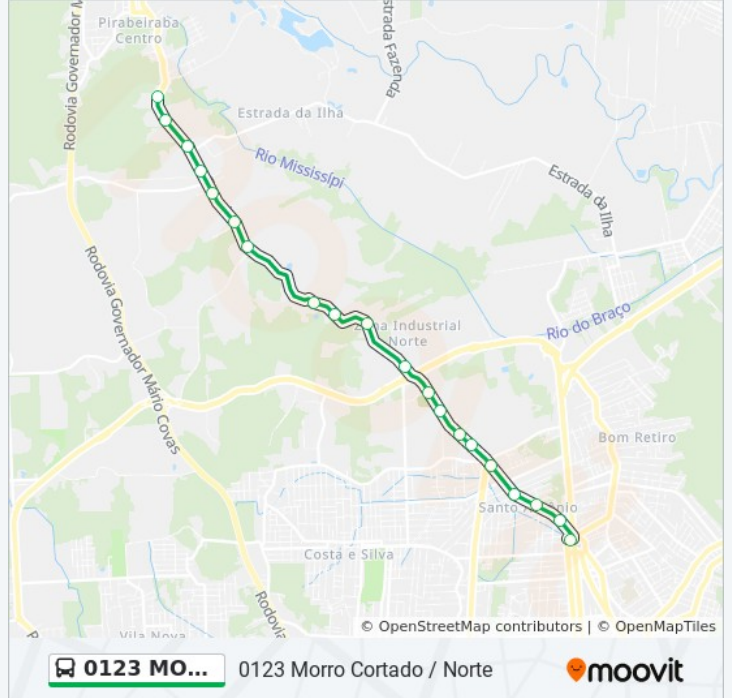 Pirabeiraba
Centro
Rodovia Governador M
Estrada Fazenda
Estrada da Ilha
Rio Mississípi
Estrada da Ilha
Rodovia Governador Mário Covas
Zona Industrial
Norte
Rio do Braço
Bom Retiro
Santo Antônio
Costa e Silva
Rodovia
Vila Nova
R
© OpenStreetMap contributors | © OpenMapTiles
0123 MO...
0123 Morro Cortado / Norte
moovit